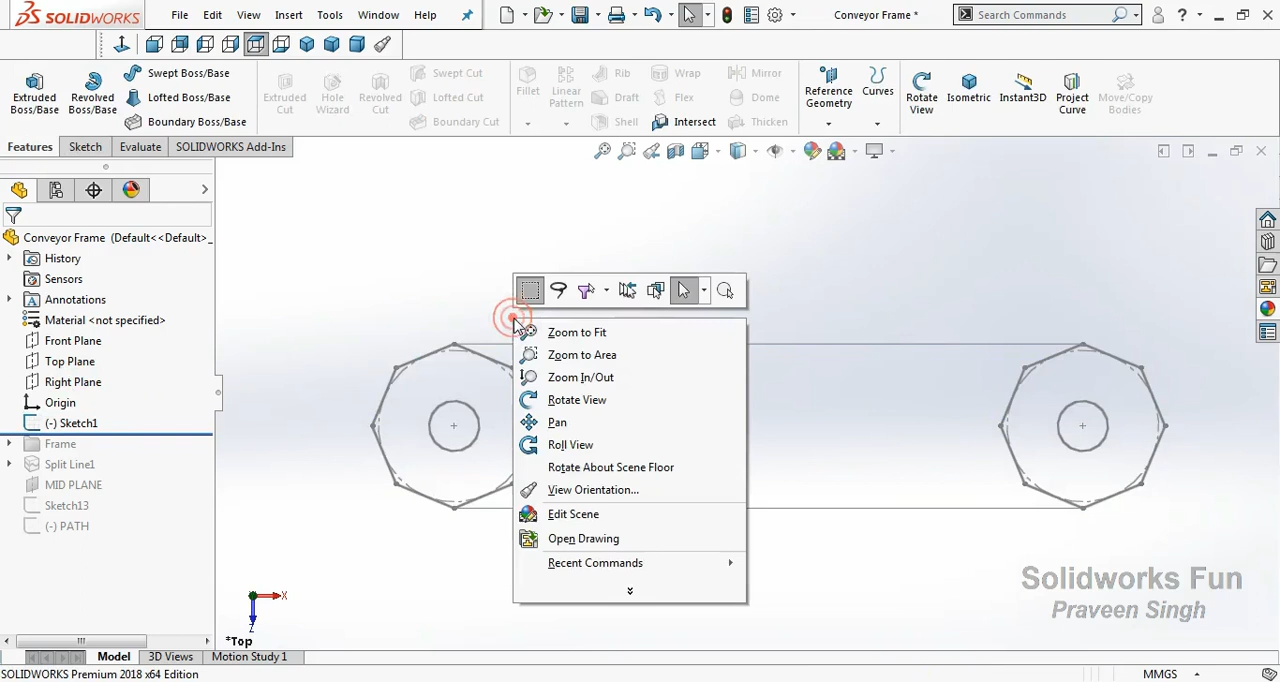 SOLIDWORKS File Edit View Insert Tools Window Help Conveyor Frame * Search Commands ?
Extruded Boss/Base
Revolved Boss/Base
Swept Boss/Base
Lofted Boss/Base
Boundary Boss/Base
Extruded Cut
Hole Wizard
Revolved Cut
Swept Cut
Lofted Cut
Boundary Cut
Fillet
Linear Pattern
Rib
Draft
Shell
Wrap
Flex
Intersect
Mirror
Dome
Thicken
Reference Geometry
Curves
Rotate View
Isometric
Instant3D
Project Curve
Move/Copy Bodies
Features Sketch Evaluate SOLIDWORKS Add-Ins
Conveyor Frame (Default<<Default>_
History
Sensors
Annotations
Material <not specified>
Front Plane
Top Plane
Right Plane
Origin
(-) Sketch1
Frame
Split Line1
MID PLANE
Sketch13
(-) PATH
Zoom to Fit
Zoom to Area
Zoom In/Out
Rotate View
Pan
Roll View
Rotate About Scene Floor
View Orientation...
Edit Scene
Open Drawing
Recent Commands
Solidworks Fun
Praveen Singh
X
Z
*Top
Model 3D Views Motion Study 1
SOLIDWORKS Premium 2018 x64 Edition MMGS